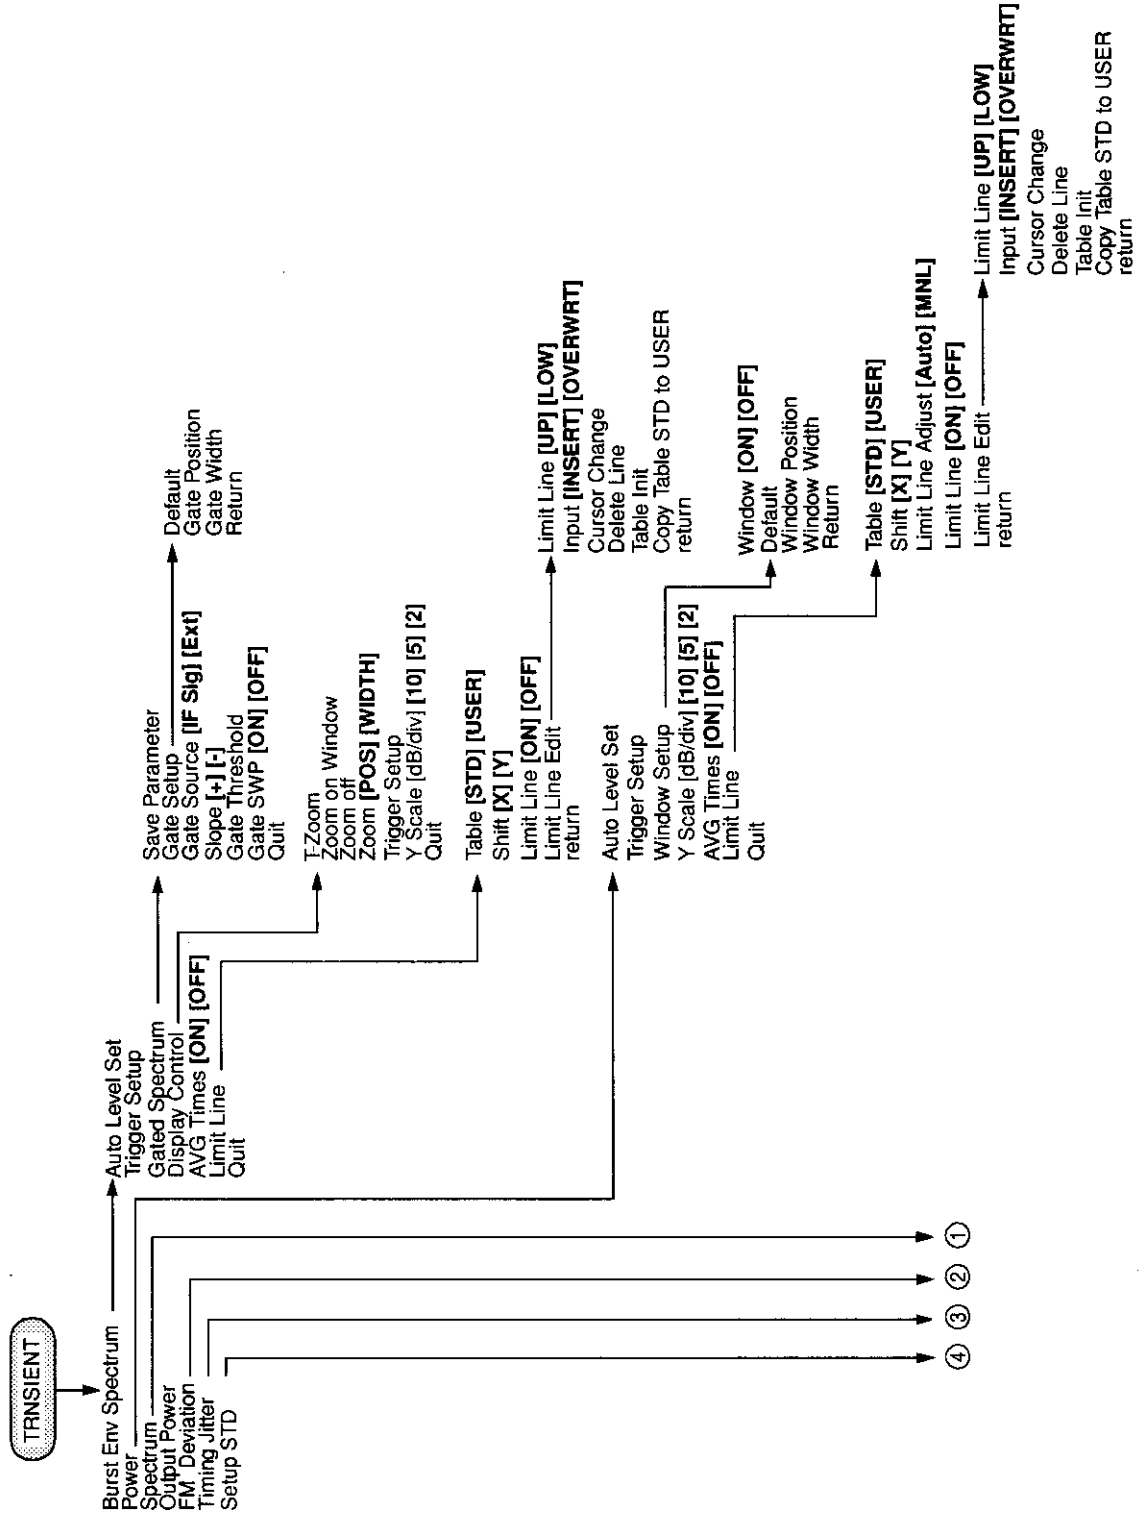 TRNSIENT
Burst Env Spectrum
Power
Spectrum
Output Power
FM Deviation
Timing Jitter
Setup STD
Auto Level Set
Trigger Setup
Gated Spectrum
Display Control
AVG Times [ON] [OFF]
Limit Line
Quit
Save Parameter
Gate Setup
Gate Source [IF Sig] [Ext]
Slope [+] [-]
Gate Threshold
Gate SWP [ON] [OFF]
Quit
Default
Gate Position
Gate Width
Return
T-Zoom
Zoom on Window
Zoom off
Zoom [POS] [WIDTH]
Trigger Setup
Y Scale [dB/div] [10] [5] [2]
Quit
Table [STD] [USER]
Shift [X] [Y]
Limit Line [ON] [OFF]
Limit Line Edit
return
Limit Line [UP] [LOW]
Input [INSERT] [OVERWRT]
Cursor Change
Delete Line
Table Init
Copy Table STD to USER
return
Auto Level Set
Trigger Setup
Window Setup
Y Scale [dB/div] [10] [5] [2]
AVG Times [ON] [OFF]
Limit Line
Quit
Window [ON] [OFF]
Default
Window Position
Window Width
Return
Table [STD] [USER]
Shift [X] [Y]
Limit Line Adjust [Auto] [MNL]
Limit Line [ON] [OFF]
Limit Line Edit
return
Limit Line [UP] [LOW]
Input [INSERT] [OVERWRT]
Cursor Change
Delete Line
Table Init
Copy Table STD to USER
return
①
②
③
④